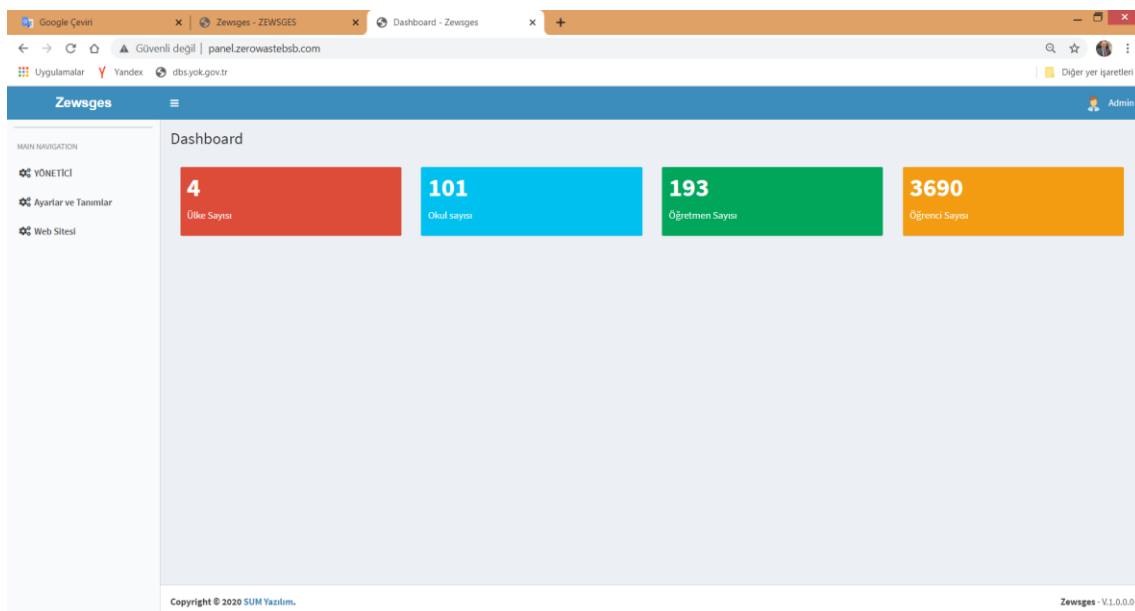 Google Çeviri
Zewsges - ZEWSGES
Dashboard - Zewsges
Güvenli değil | panel.zerowastebsb.com
Uygulamalar
Yandex
dbs.yok.gov.tr
Diğer yer işaretleri
Zewsges
Admin
MAIN NAVIGATION
YÖNETİCİ
Ayarlar ve Tanımlar
Web Sitesi
Dashboard
4
Ülke Sayısı
101
Okul sayısı
193
Öğretmen Sayısı
3690
Öğrenci Sayısı
Copyright © 2020 SUM Yazılım.
Zewsges - V.1.0.0.0